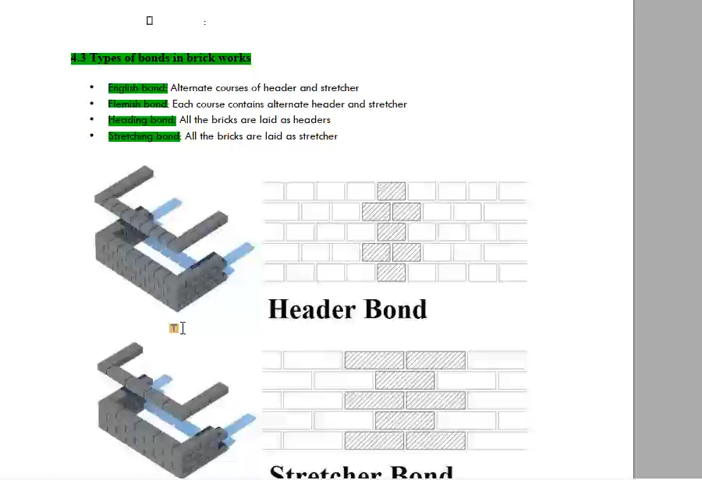 :
4.3 Types of bonds in brick works
• English bond: Alternate courses of header and stretcher
• Flemish bond: Each course contains alternate header and stretcher
• Heading bond: All the bricks are laid as headers
• Stretching bond: All the bricks are laid as stretcher
Header Bond
T
Stretcher Bond